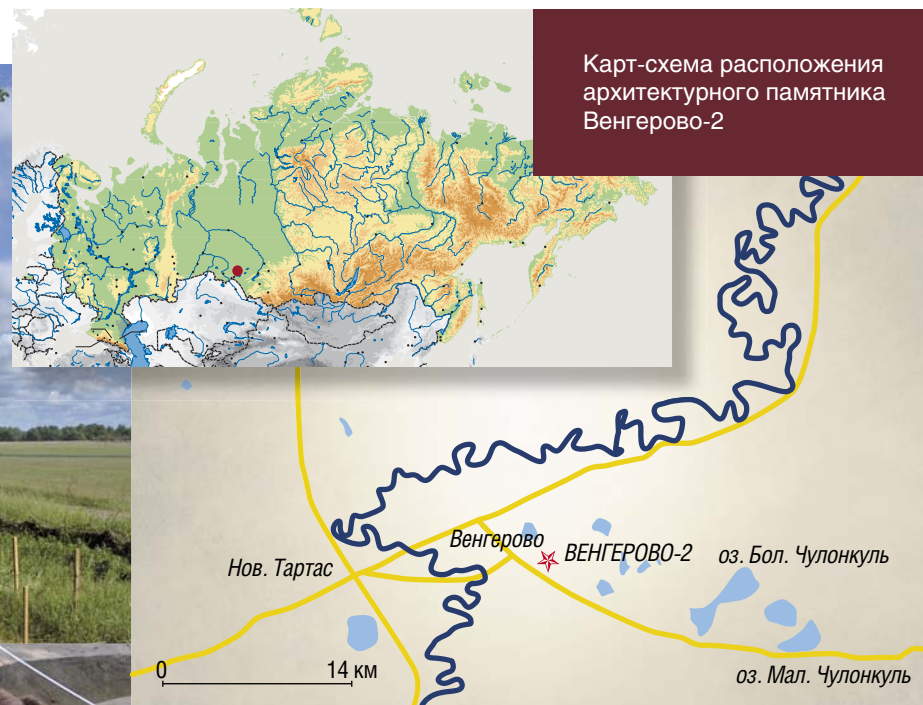 Карт-схема расположения
архитектурного памятника
Венгерово-2
Венгерово
ВЕНГЕРОВО-2
оз. Бол. Чулонкуль
Нов. Тартас
0 14 км
оз. Мал. Чулонкуль